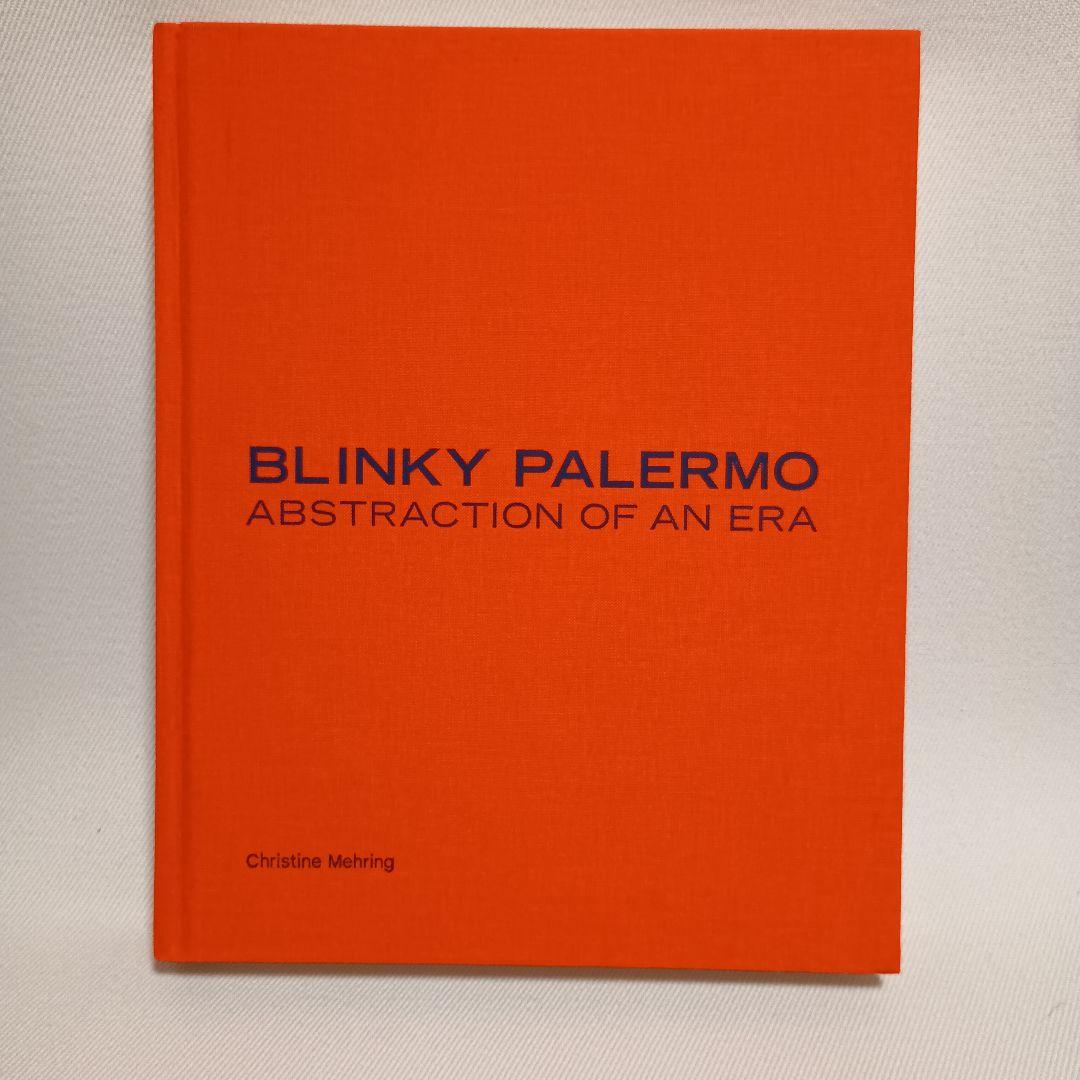 BLINKY PALERMO
ABSTRACTION OF AN ERA
Christine Mehring